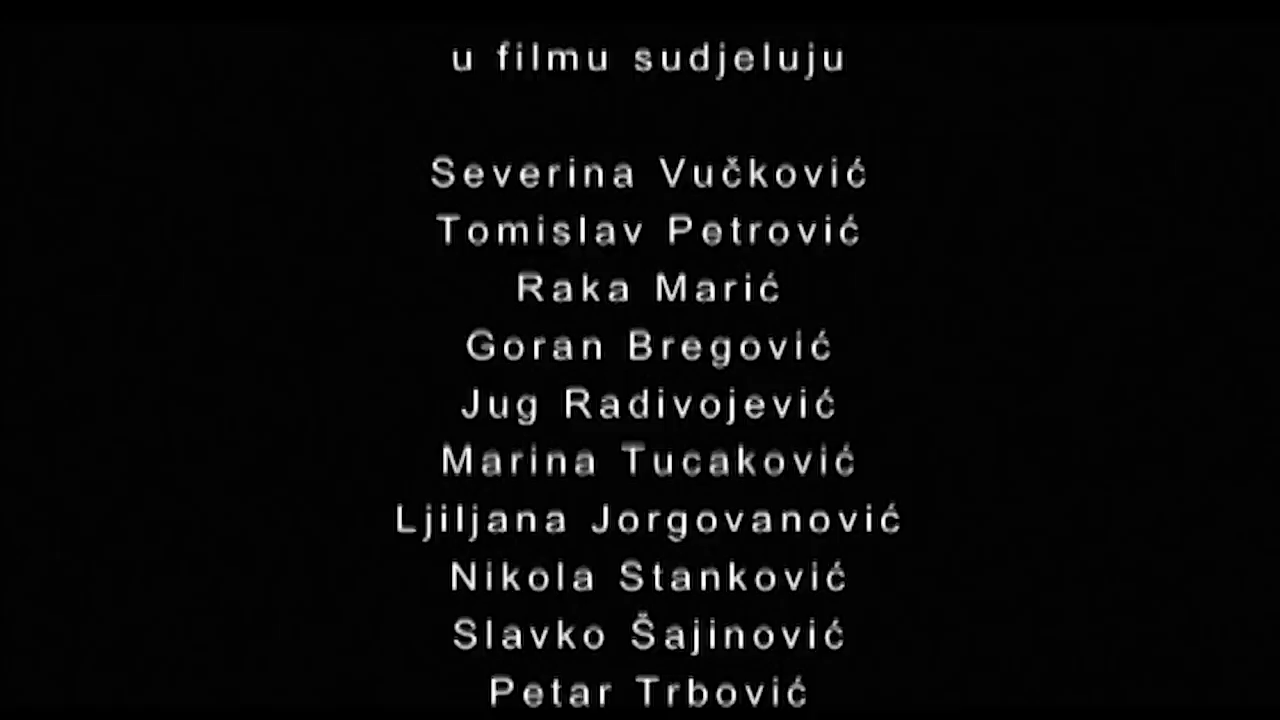 u filmu sudjeluju
Severina Vučković
Tomislav Petrović
Raka Marić
Goran Bregović
Jug Radivojević
Marina Tucaković
Ljiljana Jorgovanović
Nikola Stanković
Slavko Šajinović
Petar Trbović